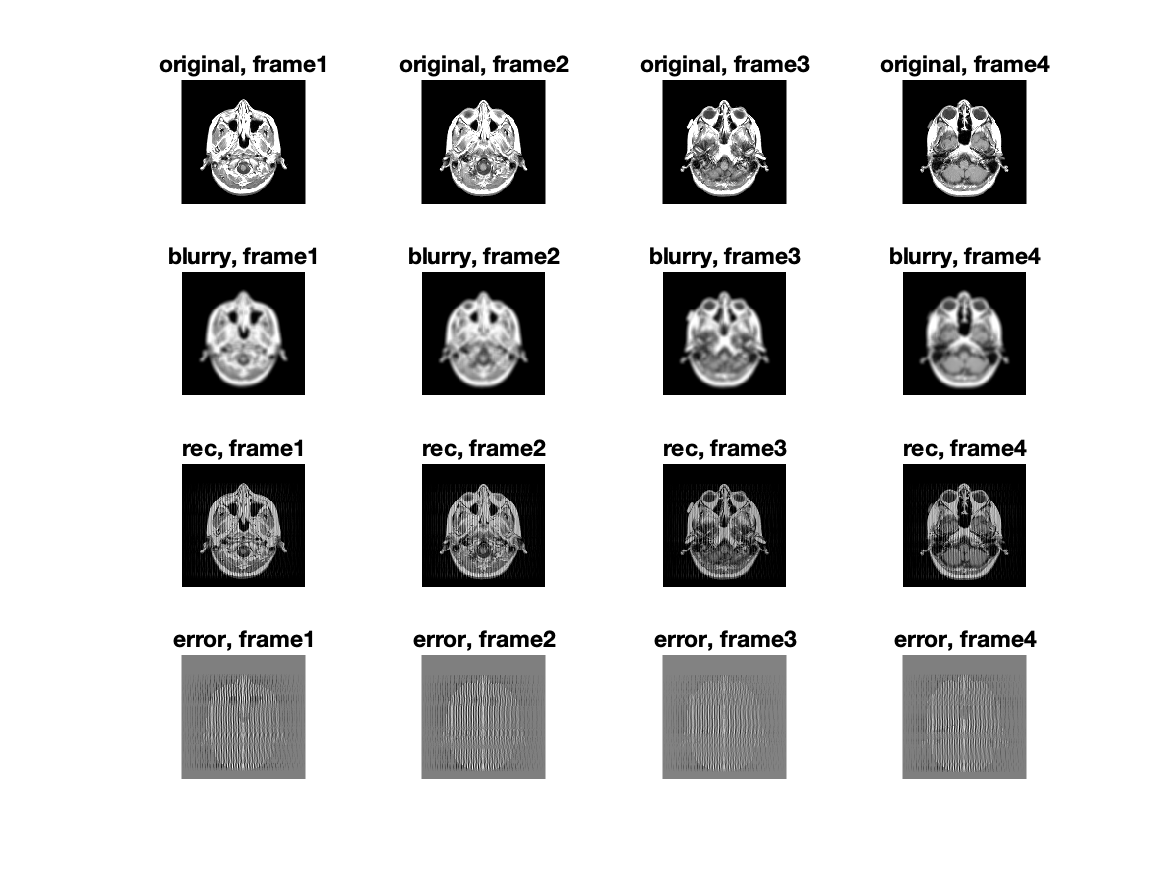 original, frame1 original, frame2 original, frame3 original, frame4
blurry, frame1 blurry, frame2 blurry, frame3 blurry, frame4
rec, frame1 rec, frame2 rec, frame3 rec, frame4
error, frame1 error, frame2 error, frame3 error, frame4